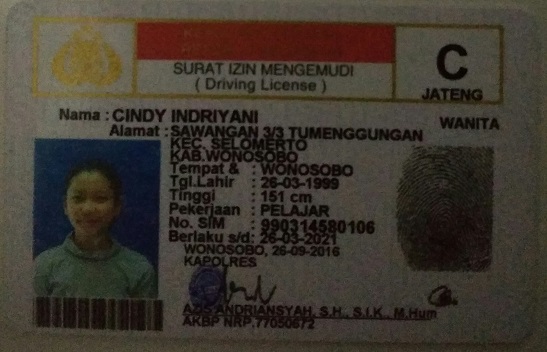 SURAT IZIN MENGEMUDI
( Driving License )
C
JATENG
Nama : CINDY INDRIYANI
WANITA
Alamat : SAWANGAN 3/3 TUMENGGUNGAN
KEC. SELOMERTO
KAB.WONOSOBO
Tempat & : WONOSOBO
Tgl.Lahir : 26-03-1999
Tinggi : 151 cm
Pekerjaan : PELAJAR
No. SIM : 990314580106
Berlaku s/d : 26-03-2021
WONOSOBO, 26-09-2016
KAPOLRES
AZIS ANDRIANSYAH, S.H., S.I.K., M.Hum
AKBP NRP.77050672